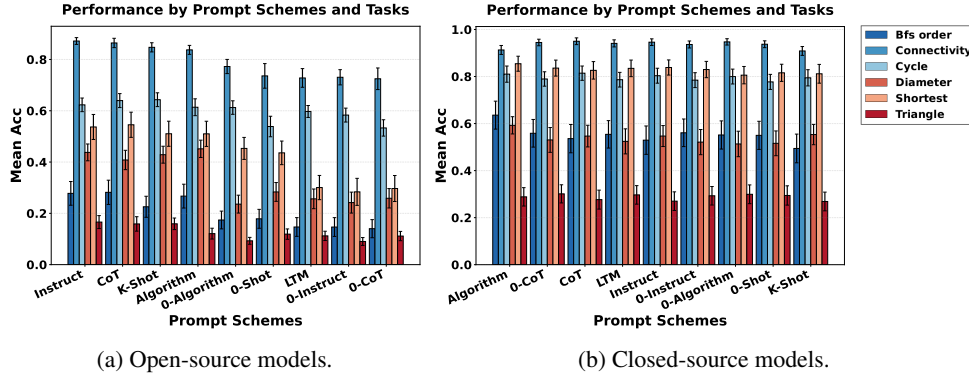 Performance by Prompt Schemes and Tasks
Mean Acc
0.8
0.6
0.4
0.2
0.0
Instruct
CoT
K-Shot
Algorithm
0-Algorithm
0-Shot
LTM
0-Instruct
0-CoT
Prompt Schemes
(a) Open-source models.
Performance by Prompt Schemes and Tasks
Mean Acc
1.0
0.8
0.6
0.4
0.2
0.0
Algorithm
0-CoT
CoT
LTM
Instruct
0-Instruct
0-Algorithm
0-Shot
K-Shot
Prompt Schemes
(b) Closed-source models.
Bfs order
Connectivity
Cycle
Diameter
Shortest
Triangle